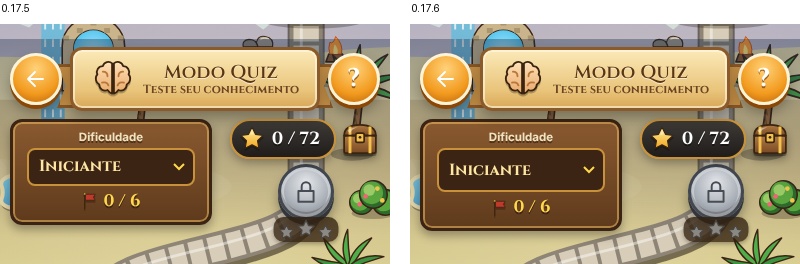 0.17.5
MODO QUIZ
TESTE SEU CONHECIMENTO
?
Dificuldade
INICIANTE
0 / 6
0 / 72
0.17.6
MODO QUIZ
TESTE SEU CONHECIMENTO
?
Dificuldade
INICIANTE
0 / 6
0 / 72